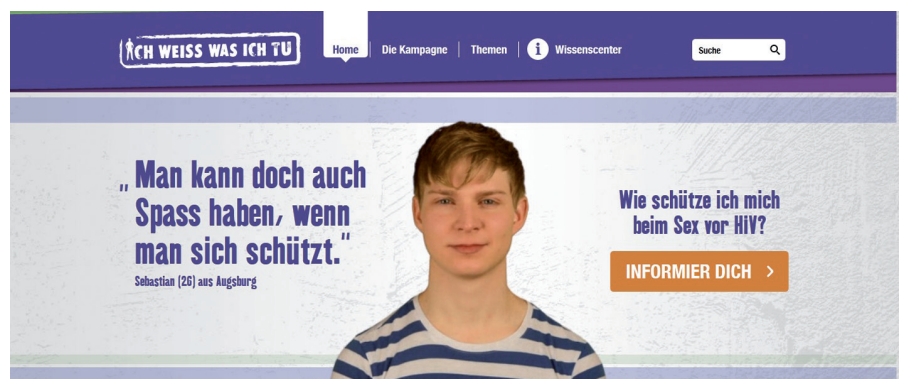 ICH WEISS WAS ICH TU
Home
Die Kampagne
Themen
i
Wissenscenter
Suche
„Man kann doch auch
Spass haben, wenn
man sich schützt.“
Sebastian (26) aus Augsburg
Wie schütze ich mich
beim Sex vor HiV?
INFORMIER DICH